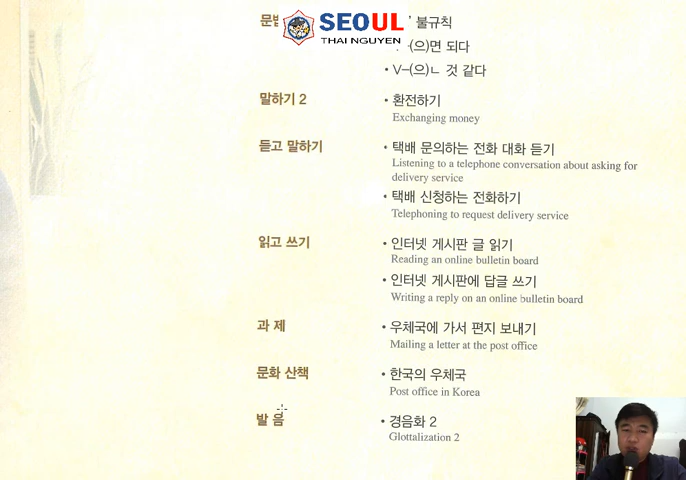 SEOUL
THAI NGUYEN
불규칙
-(으)면 되다
• V-(으)ㄴ 것 같다
말하기 2 • 환전하기
Exchanging money
듣고 말하기 • 택배 문의하는 전화 대화 듣기
Listening to a telephone conversation about asking for
delivery service
• 택배 신청하는 전화하기
Telephoning to request delivery service
읽고 쓰기 • 인터넷 게시판 글 읽기
Reading an online bulletin board
• 인터넷 게시판에 답글 쓰기
Writing a reply on an online bulletin board
과 제 • 우체국에 가서 편지 보내기
Mailing a letter at the post office
문화 산책 • 한국의 우체국
Post office in Korea
발 음 • 경음화 2
Glottalization 2